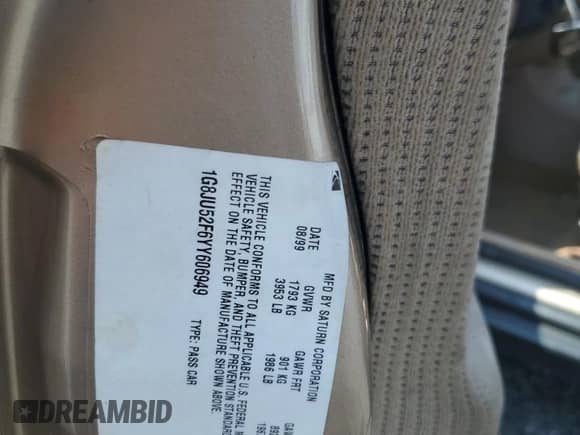 MFD BY SATURN CORPORATION
DATE GVWR GAWR FRT
08/99 1793 KG 901 KG
3953 LB 1986 LB
THIS VEHICLE CONFORMS TO ALL APPLICABLE U.S. FEDERAL
VEHICLE SAFETY, BUMPER, AND THEFT PREVENTION
EFFECT ON THE DATE OF MANUFACTURE SHOWN ABOVE.
1G8JU52F6YY606949 TYPE: PASS CAR
DREAMBID